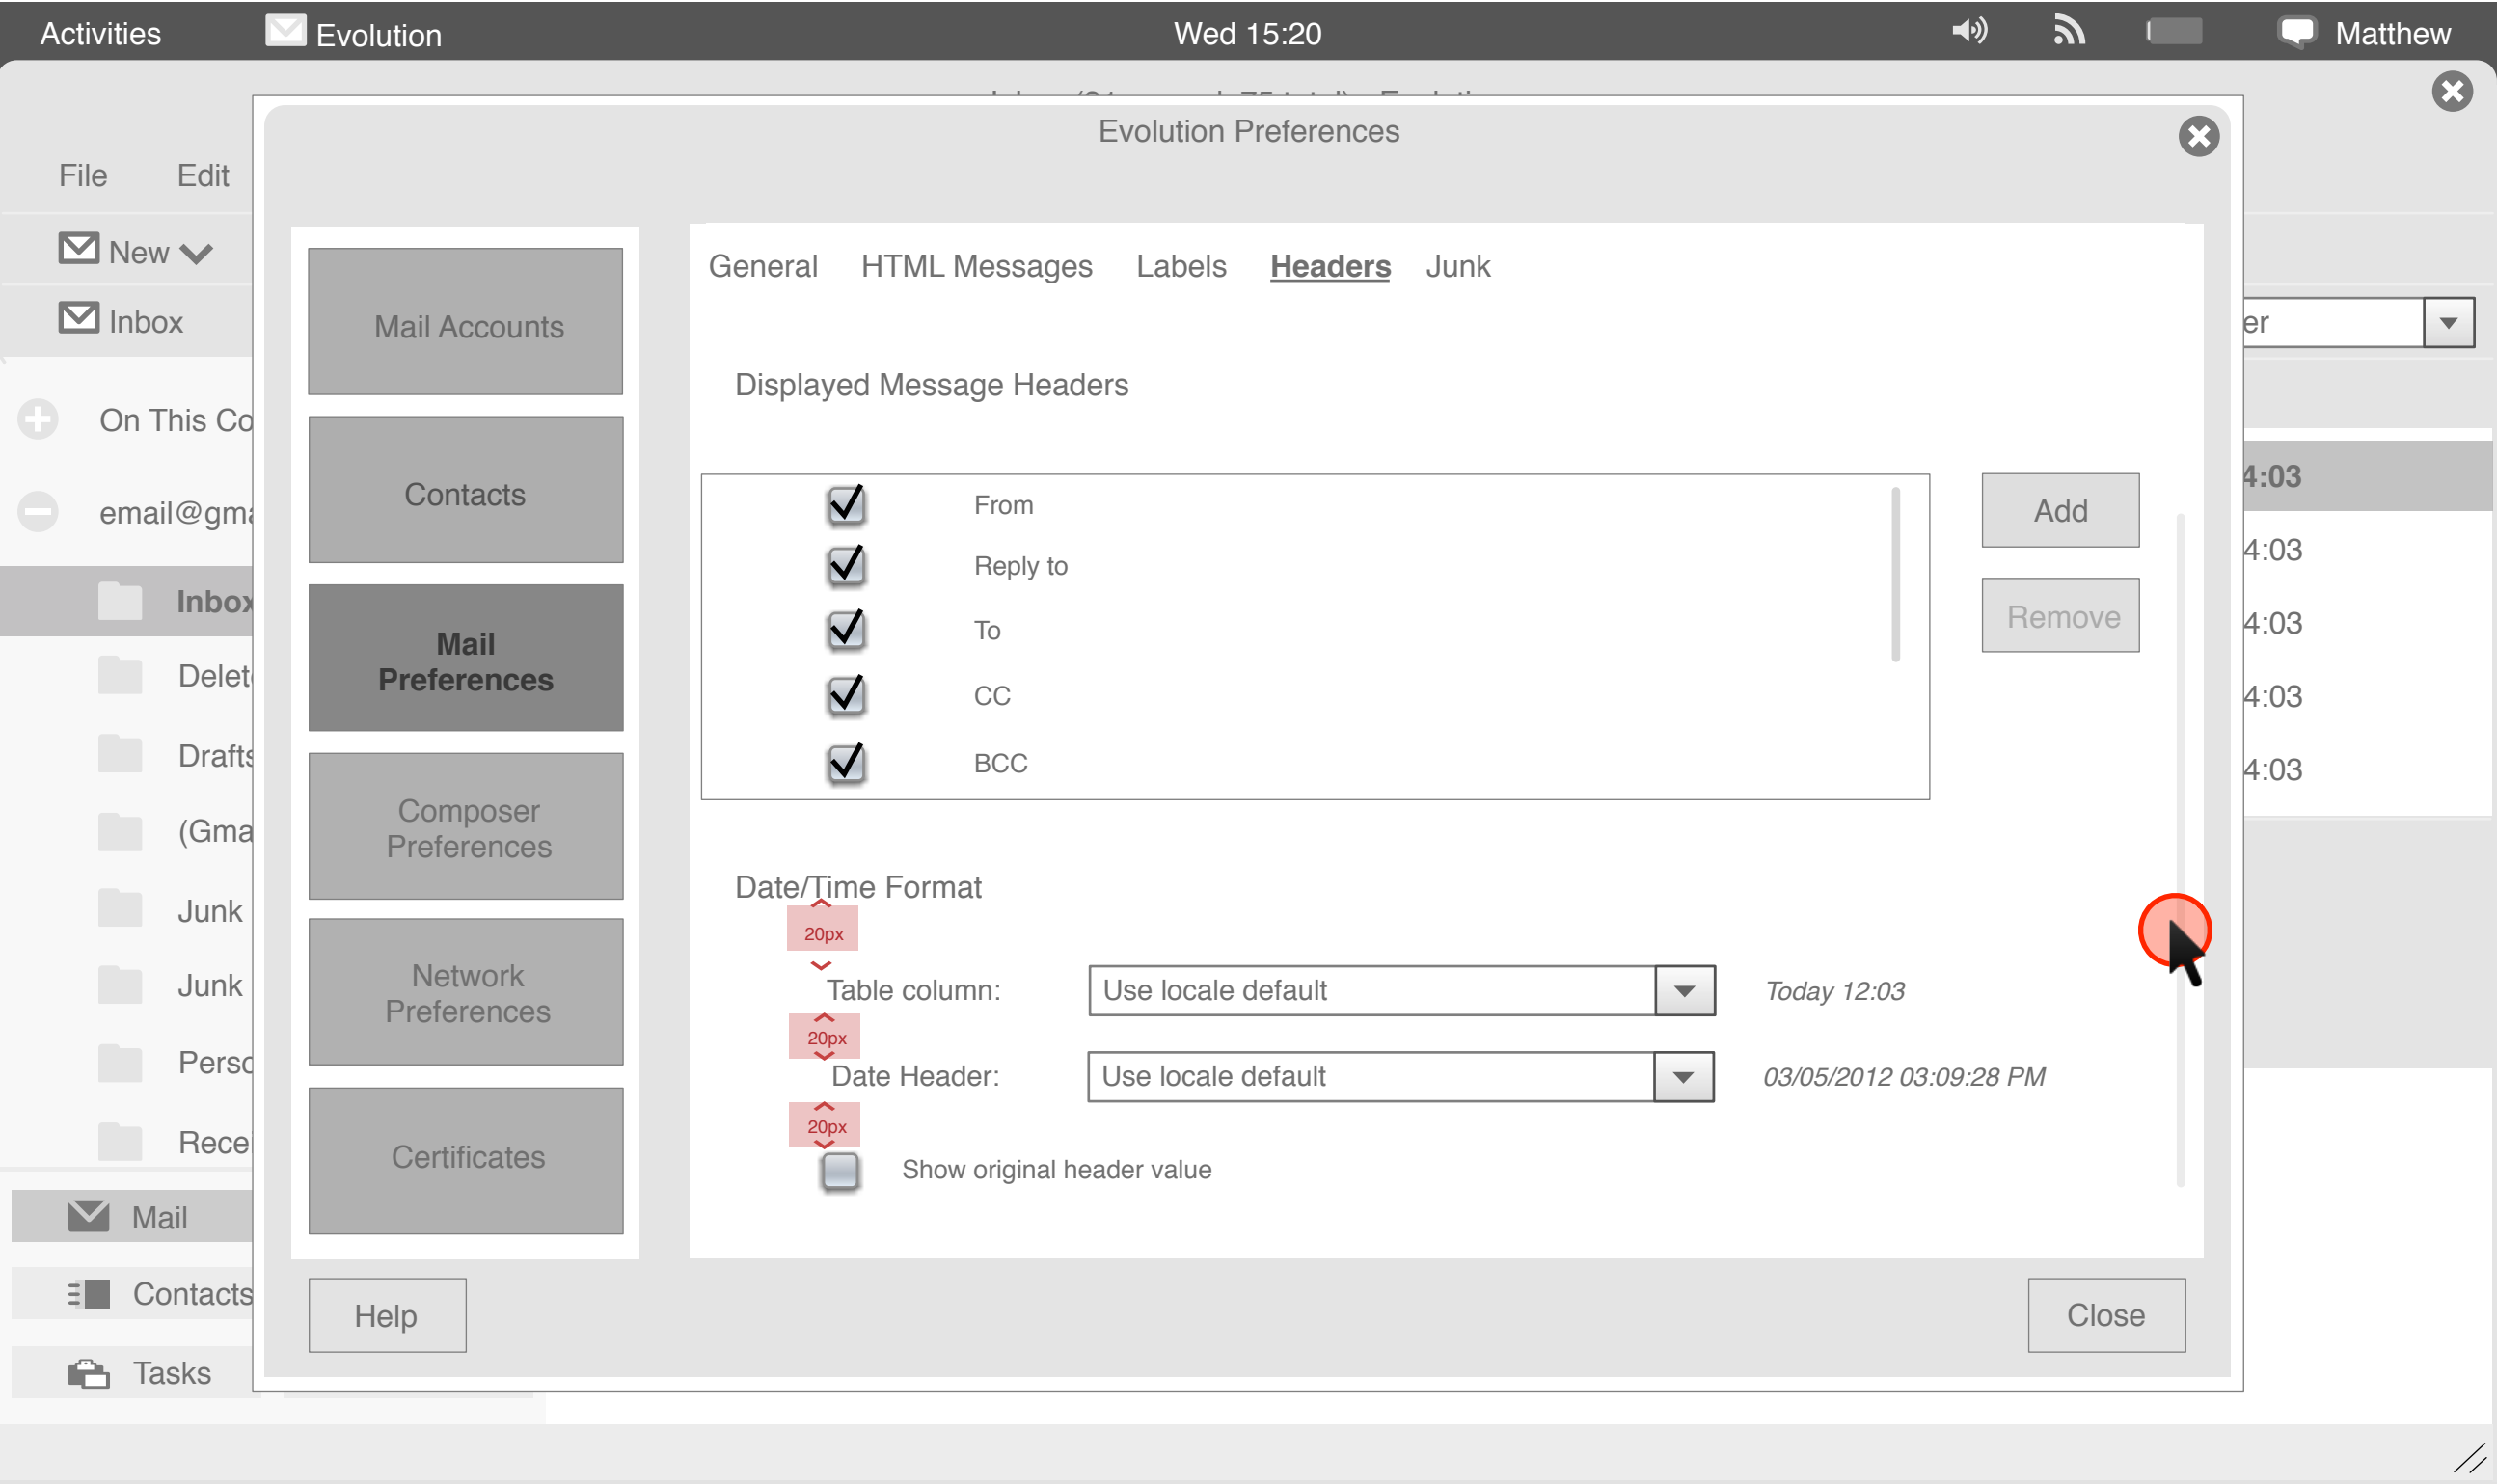 Activities
Evolution
Wed 15:20
Matthew
Evolution Preferences
File Edit
New
Inbox
er
On This Co
email@gma
Inbox
Delet
Drafts
(Gma
Junk
Junk
Perso
Recei
Mail
Contacts
Tasks
Mail Accounts
Contacts
Mail
Preferences
Composer
Preferences
Network
Preferences
Certificates
General HTML Messages Labels Headers Junk
Displayed Message Headers
From
Reply to
To
CC
BCC
Add
Remove
Date/Time Format
20px
Table column: Use locale default Today 12:03
20px
Date Header: Use locale default 03/05/2012 03:09:28 PM
20px
Show original header value
Help
Close
4:03
4:03
4:03
4:03
4:03